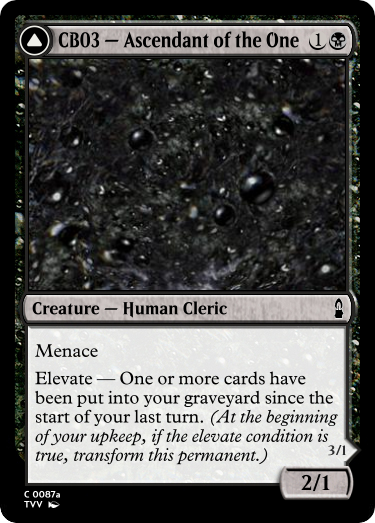 CB03 — Ascendant of the One 1
Creature — Human Cleric
Menace
Elevate — One or more cards have
been put into your graveyard since the
start of your last turn. (At the beginning
of your upkeep, if the elevate condition is
true, transform this permanent.)
3/1
2/1
C 0087a
TVV